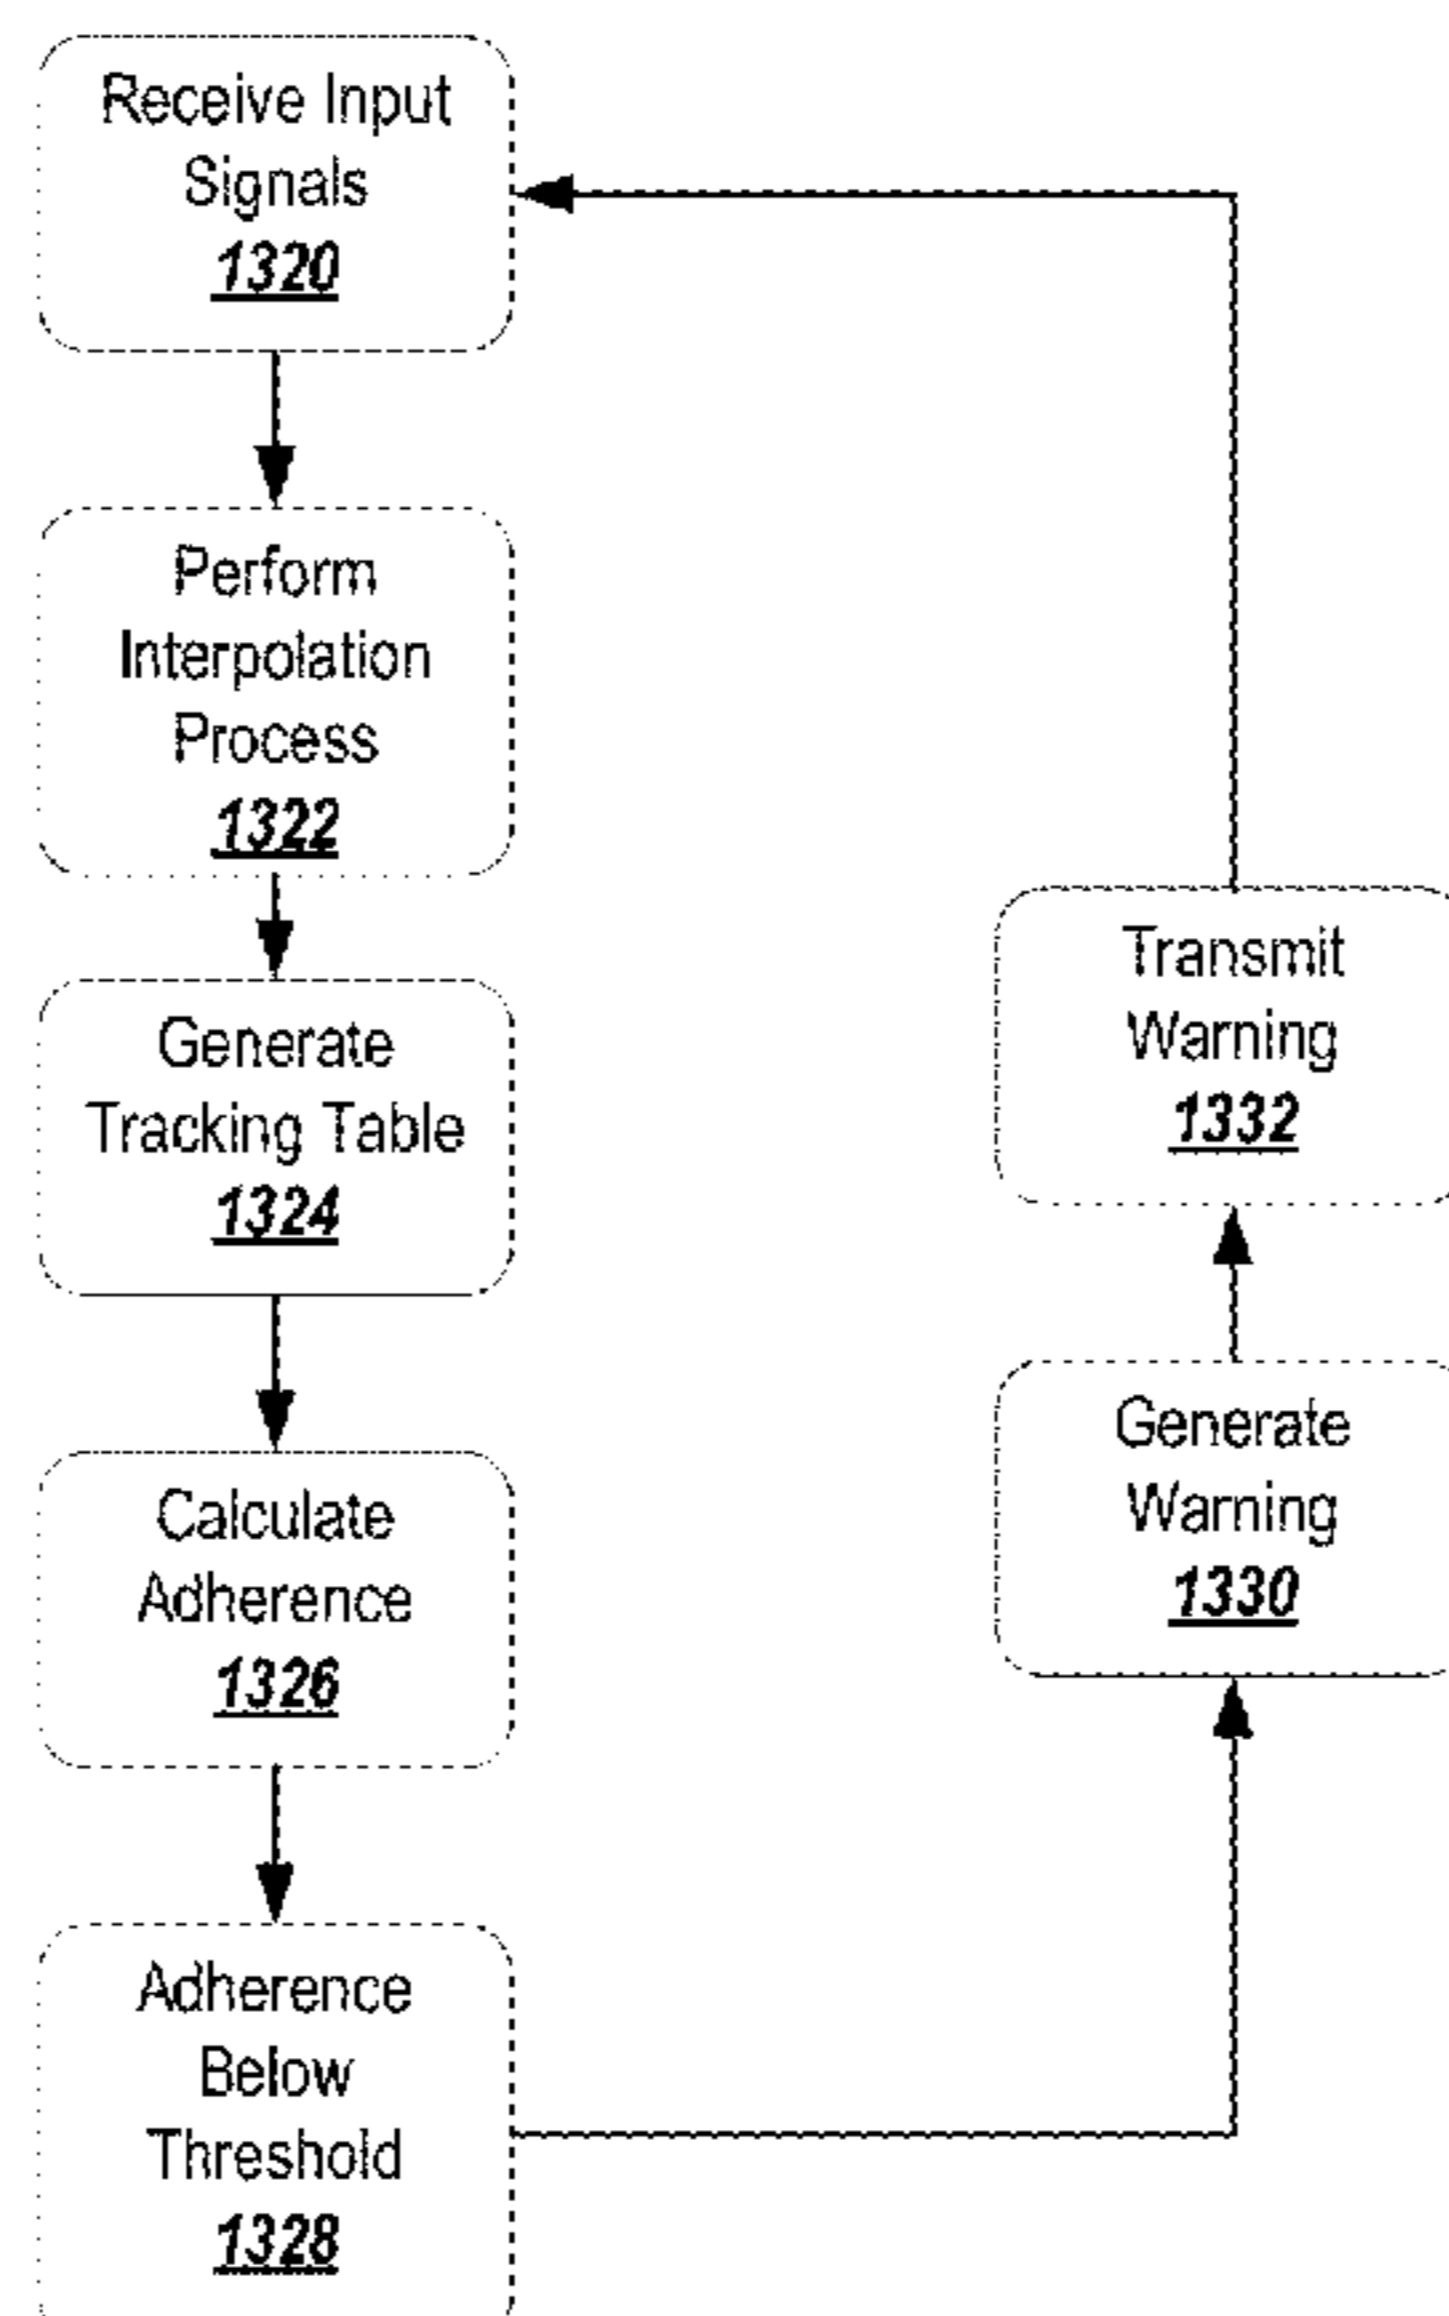 Receive Input
Signals
1320
Perform
Interpolation
Process
1322
Generate
Tracking Table
1324
Calculate
Adherence
1326
Adherence
Below
Threshold
1328
Transmit
Warning
1332
Generate
Warning
1330